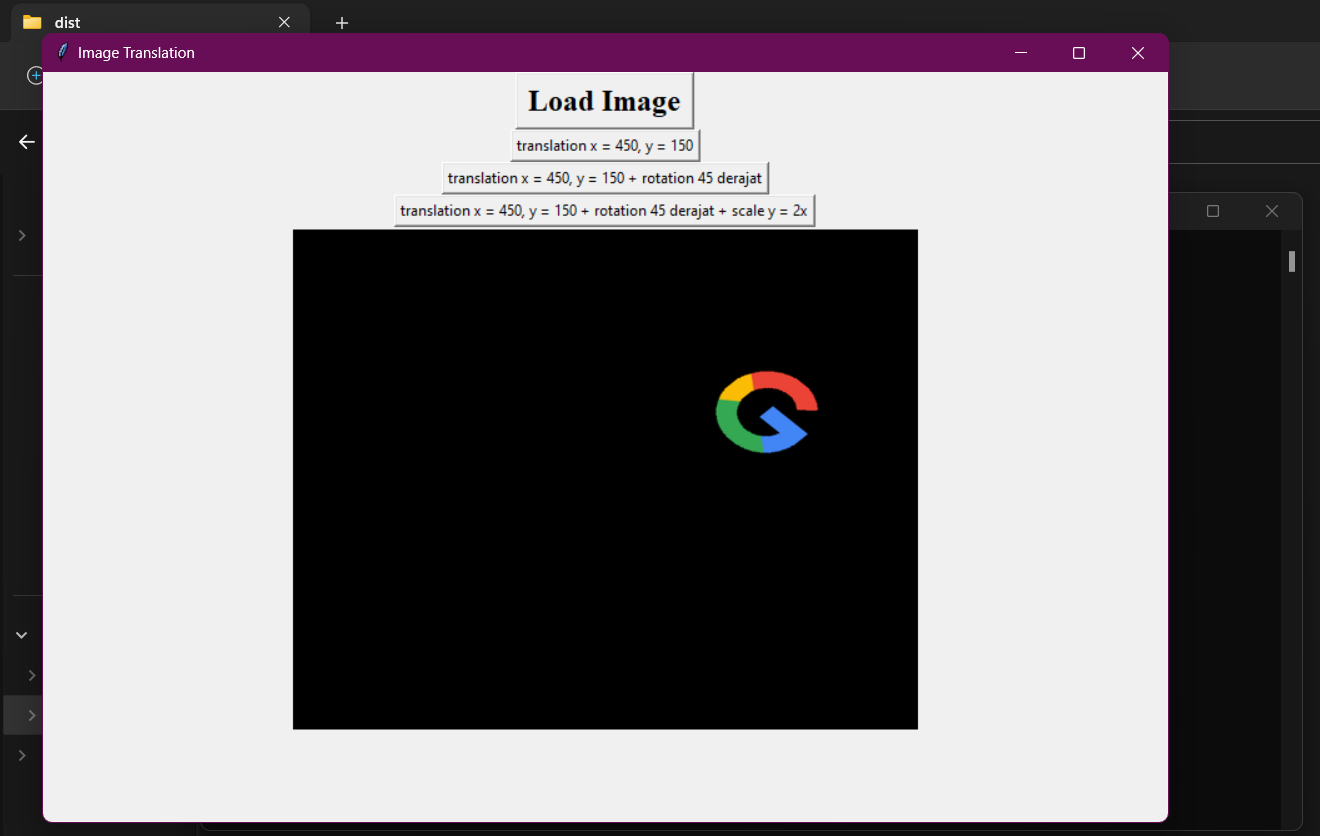 dist
Image Translation
Load Image
translation x = 450, y = 150
translation x = 450, y = 150 + rotation 45 derajat
translation x = 450, y = 150 + rotation 45 derajat + scale y = 2x